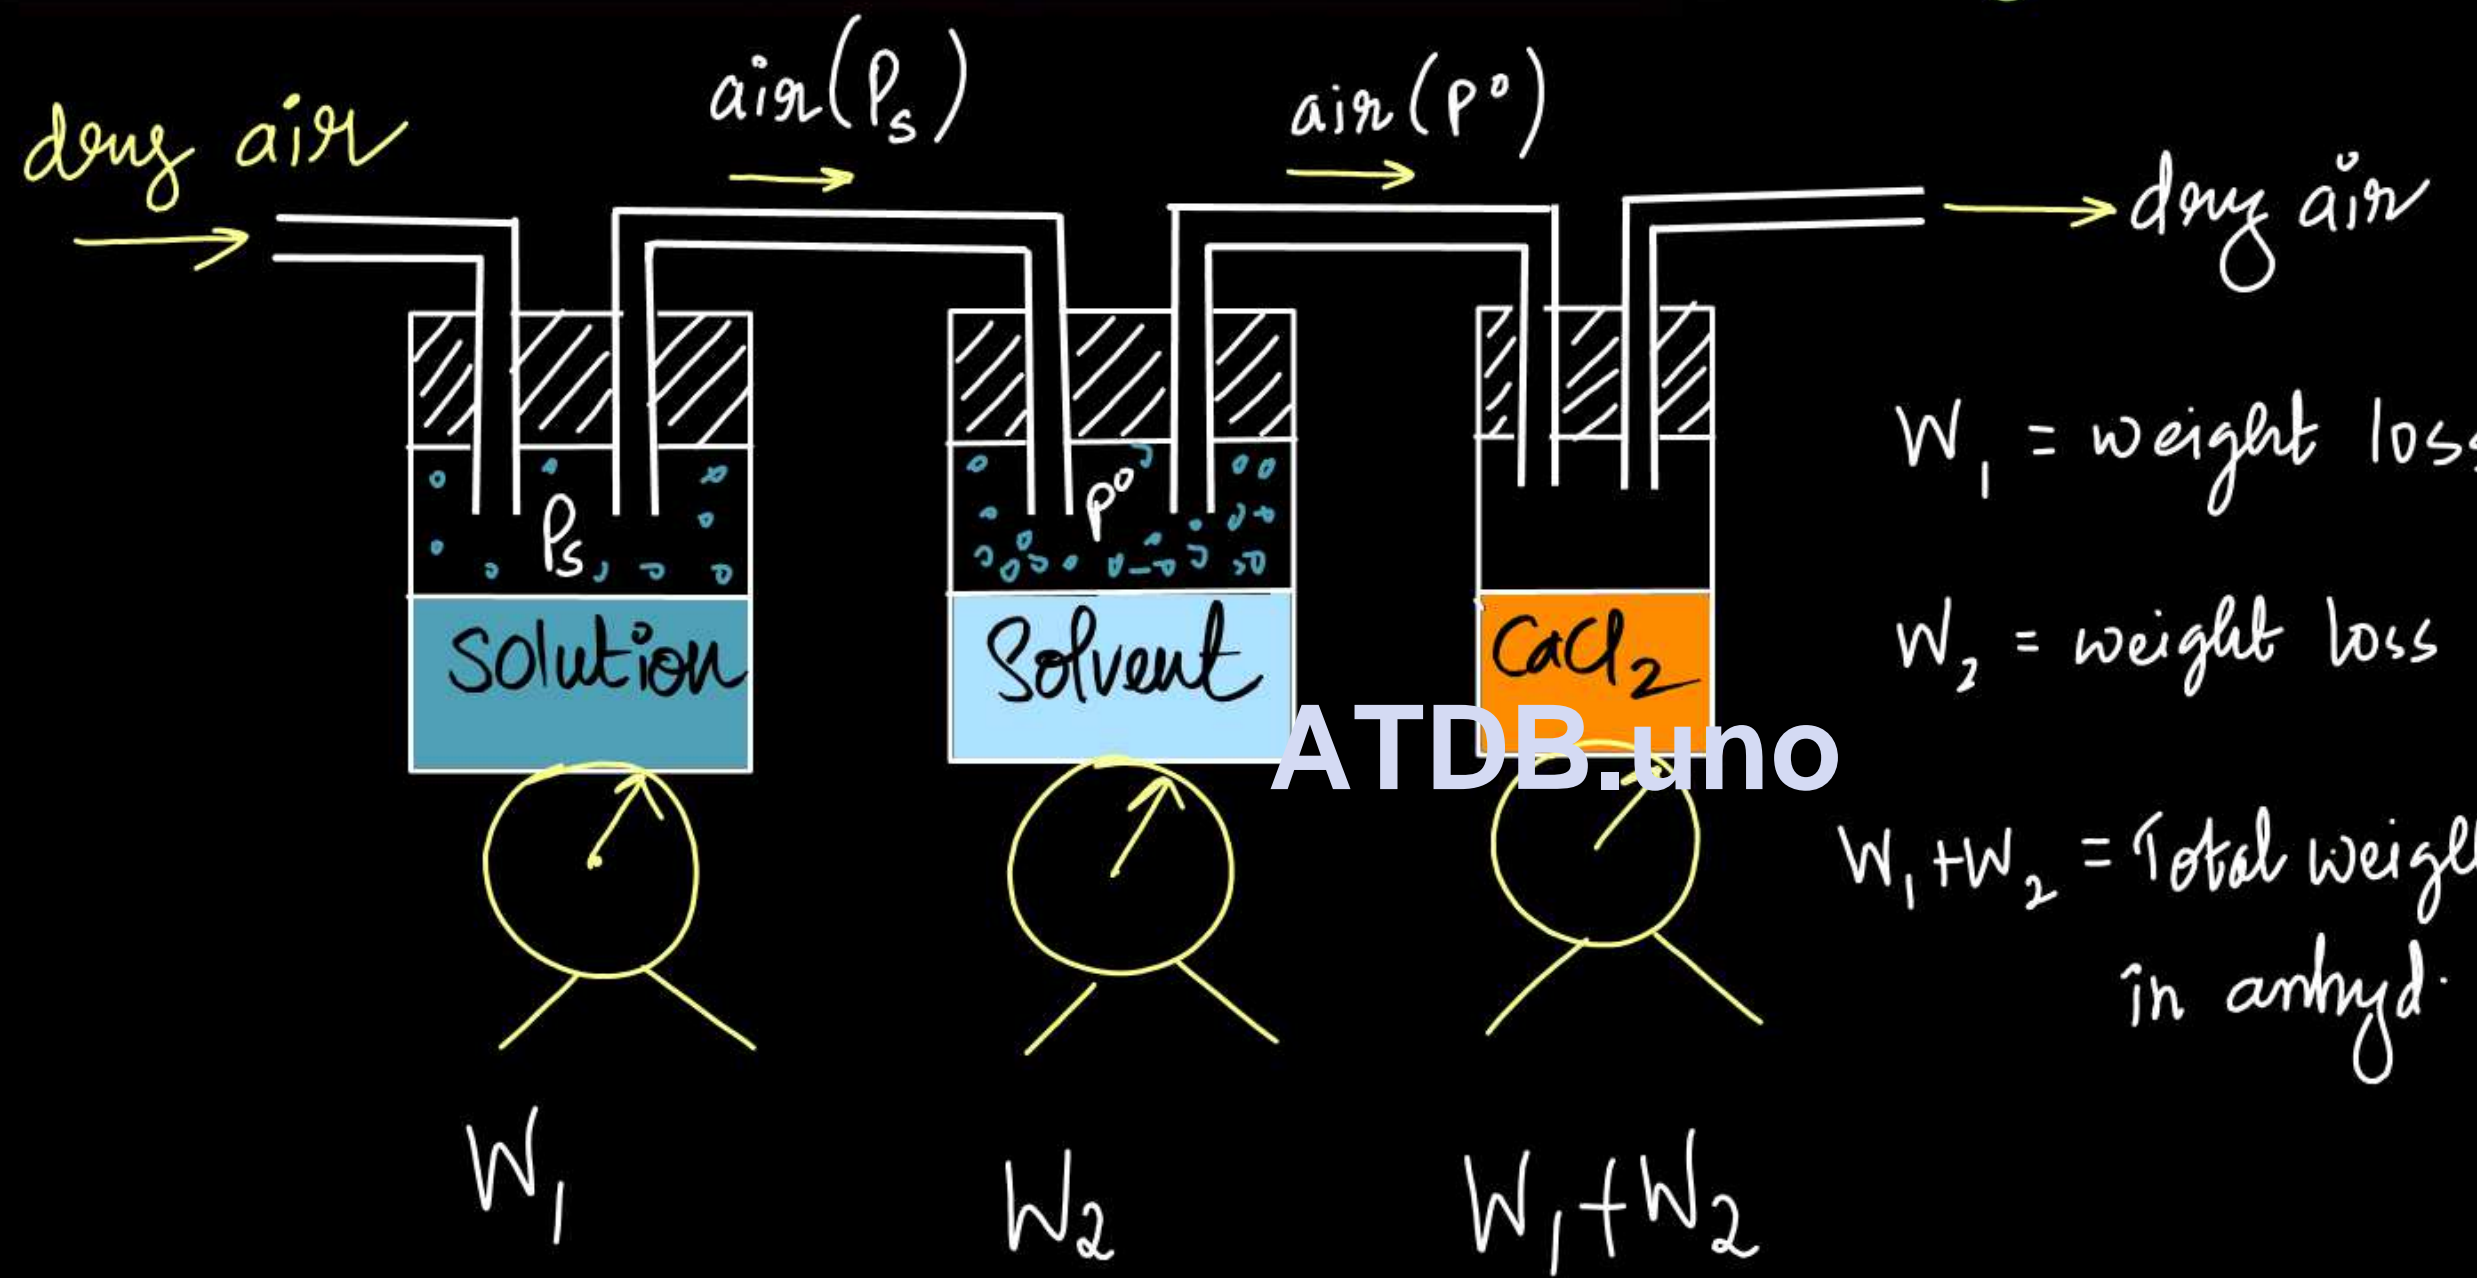 dry air
air (Ps)
air (p°)
dry air
Ps
p°
Solution
Solvent
CaCl2
ATDB.uno
W1 = weight loss
W2 = weight loss
W1+W2 = Total weigh
in anhyd.
W1
W2
W1+W2